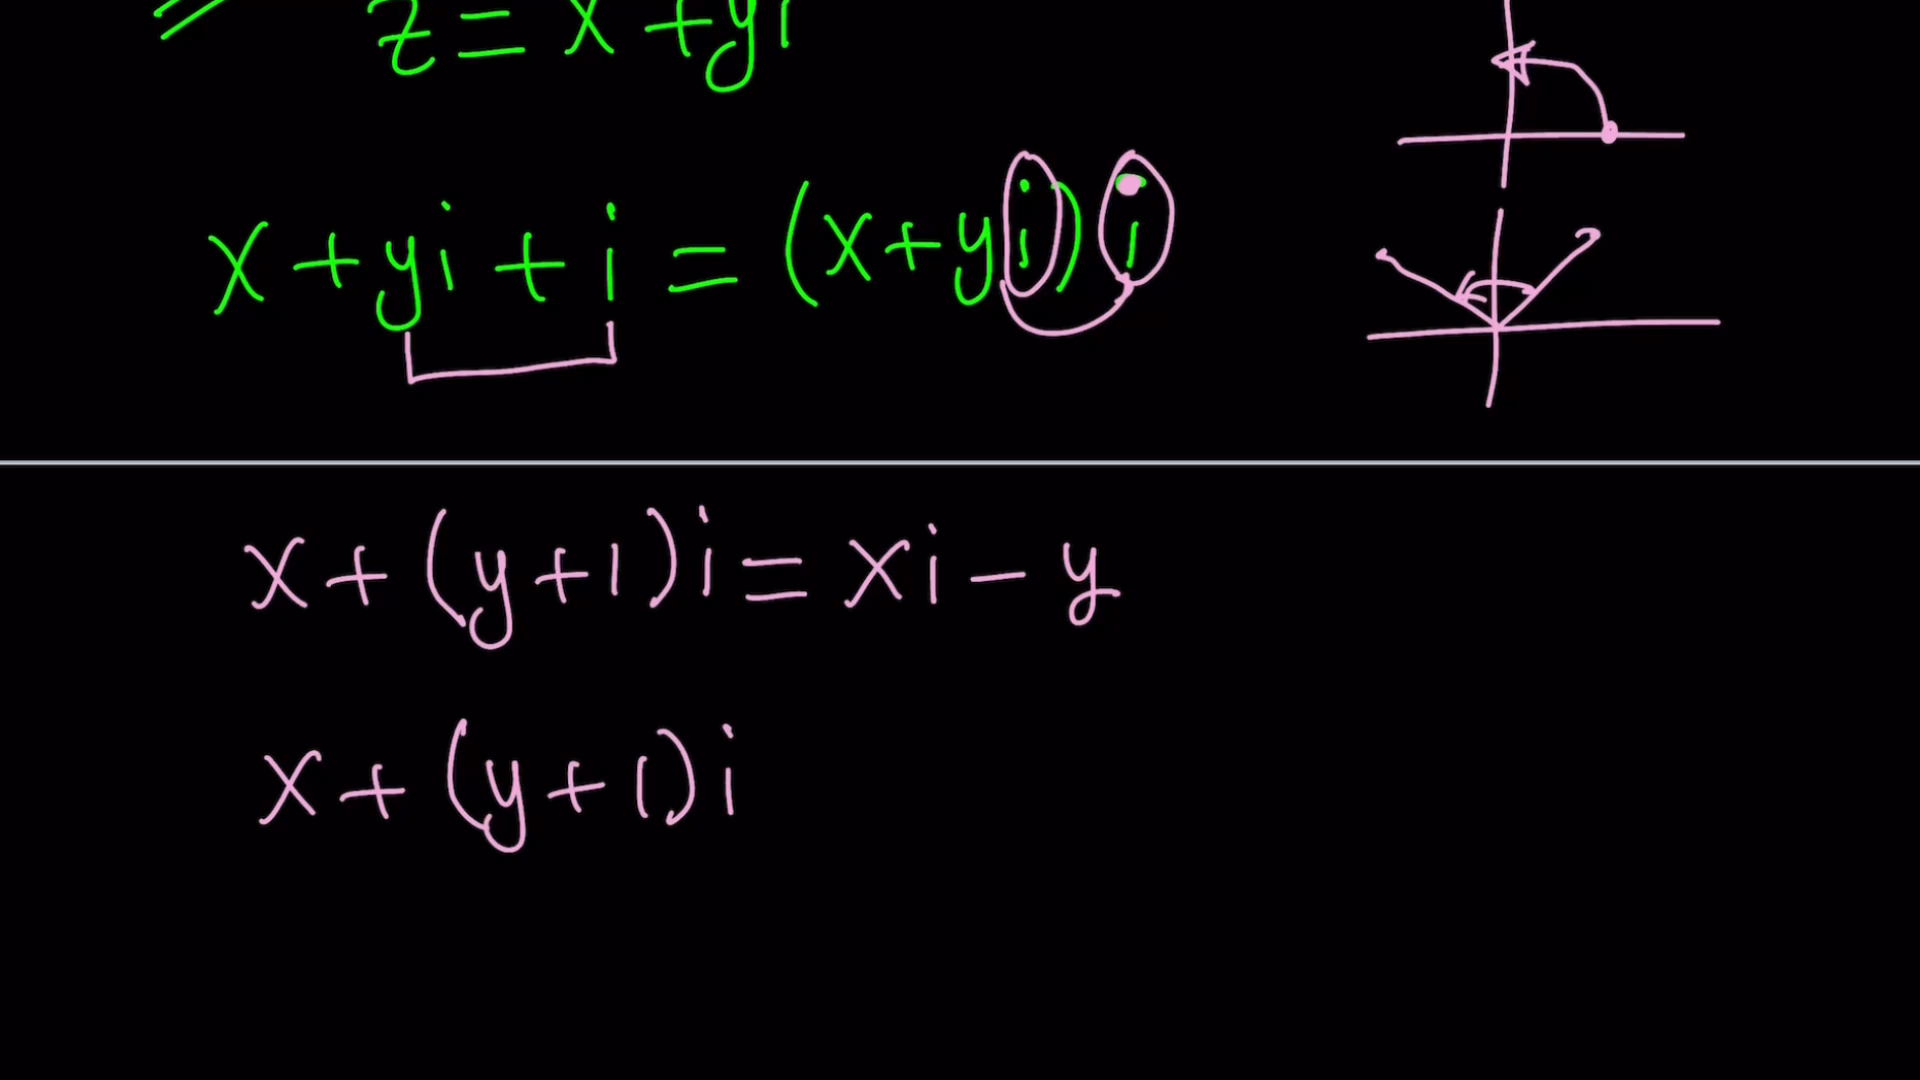 z = x + yi
x + yi + i = (x + yi) i
x + (y + 1) i = xi - y
x + (y + 1) i